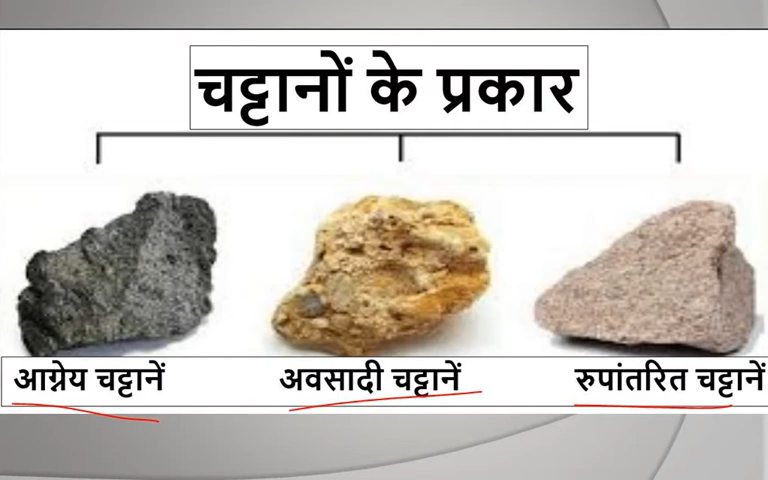 चट्टानों के प्रकार
आग्नेय चट्टानें
अवसादी चट्टानें
रुपांतरित चट्टानें